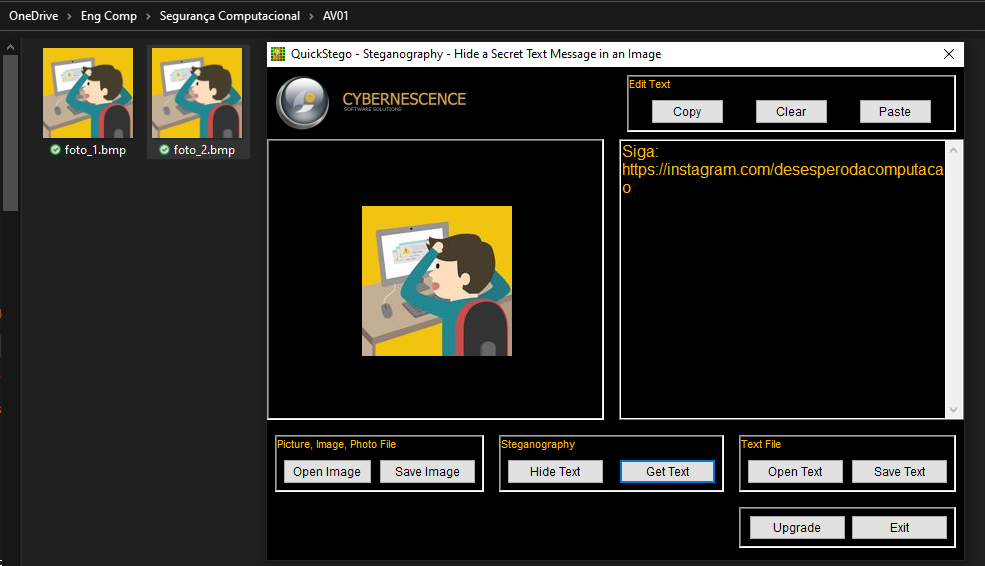 OneDrive > Eng Comp > Segurança Computacional > AV01
foto_1.bmp
foto_2.bmp
QuickStego - Steganography - Hide a Secret Text Message in an Image
CYBERNESCENCE
SOFTWARE SOLUTIONS
Edit Text
Copy Clear Paste
Siga:
https://instagram.com/desesperodacomputaca
o
Picture, Image, Photo File
Open Image Save Image
Steganography
Hide Text Get Text
Text File
Open Text Save Text
Upgrade Exit